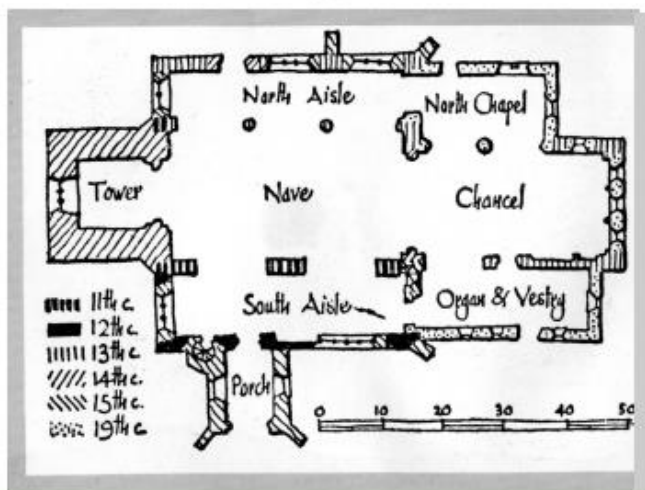 North Aisle
North Chapel
Tower
Nave
Chancel
South Aisle
Organ & Vestry
Porch
11th c.
12th c.
13th c.
14th c.
15th c.
19th c.
0 10 20 30 40 50